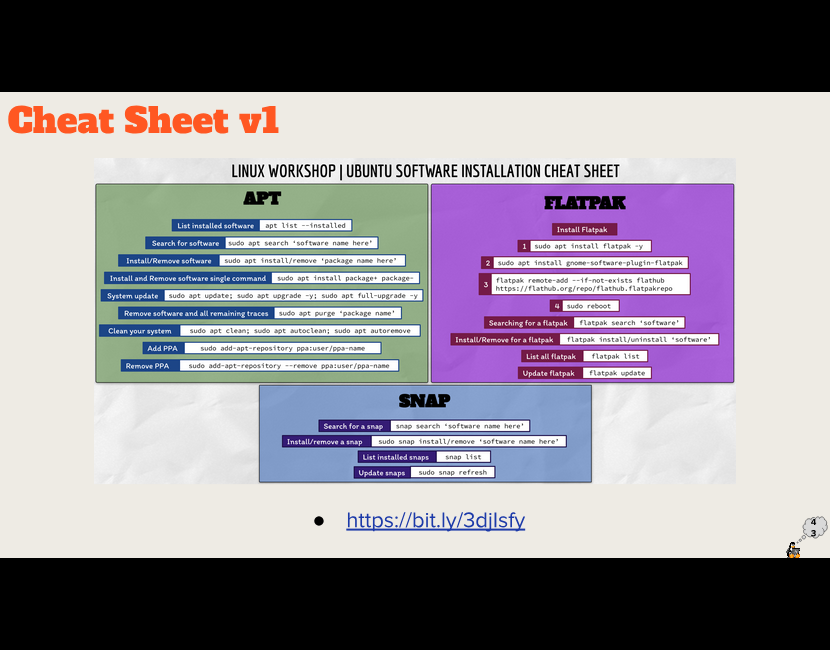 Cheat Sheet v1
LINUX WORKSHOP | UBUNTU SOFTWARE INSTALLATION CHEAT SHEET
APT
List installed software apt list --installed
Search for software sudo apt search ‘software name here’
Install/Remove software sudo apt install/remove ‘package name here’
Install and Remove software single command sudo apt install package+ package-
System update sudo apt update; sudo apt upgrade -y; sudo apt full-upgrade -y
Remove software and all remaining traces sudo apt purge ‘package name’
Clean your system sudo apt clean; sudo apt autoclean; sudo apt autoremove
Add PPA sudo add-apt-repository ppa:user/ppa-name
Remove PPA sudo add-apt-repository --remove ppa:user/ppa-name
FLATPAK
Install Flatpak
1 sudo apt install flatpak -y
2 sudo apt install gnome-software-plugin-flatpak
3 flatpak remote-add --if-not-exists flathub
https://flathub.org/repo/flathub.flatpakrepo
4 sudo reboot
Searching for a flatpak flatpak search ‘software’
Install/Remove for a flatpak flatpak install/uninstall ‘software’
List all flatpak flatpak list
Update flatpak flatpak update
SNAP
Search for a snap snap search ‘software name here’
Install/remove a snap sudo snap install/remove ‘software name here’
List installed snaps snap list
Update snaps sudo snap refresh
● https://bit.ly/3djIsfy
4
3